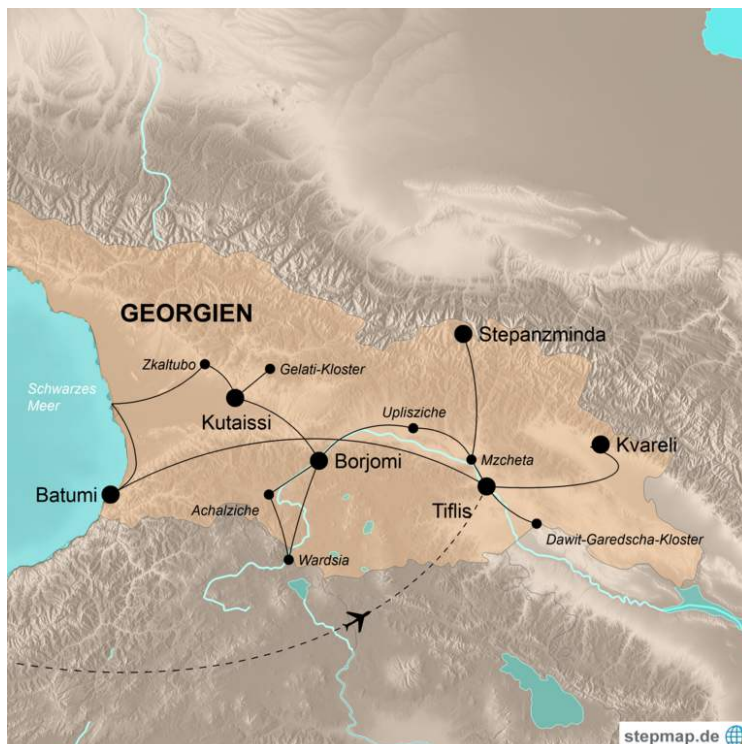 GEORGIEN
Stepanzminda
Zkaltubo
Gelati-Kloster
Schwarzes
Meer
Kutaissi
Uplisziche
Kvareli
Borjomi
Mzcheta
Batumi
Achalziche
Tiflis
Dawit-Garedscha-Kloster
Wardsia
stepmap.de